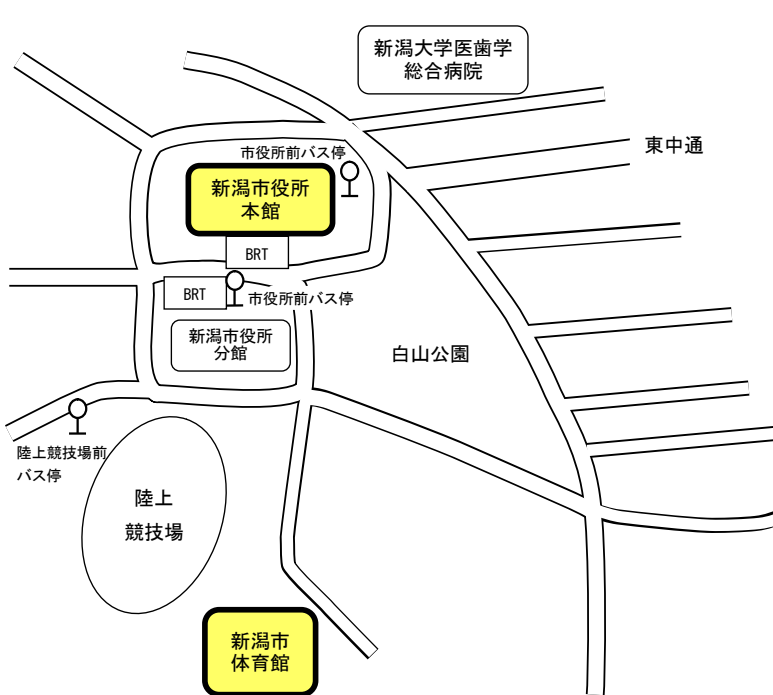 新潟大学医歯学
総合病院
東中通
市役所前バス停
新潟市役所
本館
BRT
BRT
市役所前バス停
新潟市役所
分館
白山公園
陸上競技場前
バス停
陸上
競技場
新潟市
体育館